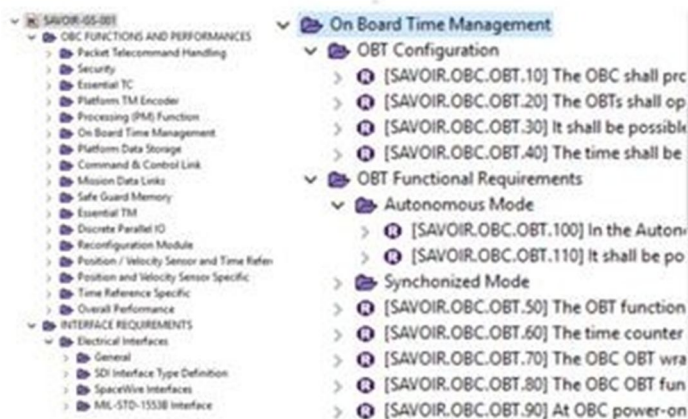 SAVOIR-GS-001
OBC FUNCTIONS AND PERFORMANCES
Packet Telecommand Handling
Security
Essential TC
Platform TM Encoder
Processing (PM) Function
On Board Time Management
Platform Data Storage
Command & Control Link
Mission Data Links
Safe Guard Memory
Essential TM
Discrete Parallel IO
Reconfiguration Module
Position / Velocity Sensor and Time Refer
Position and Velocity Sensor Specific
Time Reference Specific
Overall Performance
INTERFACE REQUIREMENTS
Electrical Interfaces
General
SDI Interface Type Definition
SpaceWire Interfaces
MIL-STD-1553B Interface
On Board Time Management
OBT Configuration
[SAVOIR.OBC.OBT.10] The OBC shall pro
[SAVOIR.OBC.OBT.20] The OBTs shall op
[SAVOIR.OBC.OBT.30] It shall be possible
[SAVOIR.OBC.OBT.40] The time shall be
OBT Functional Requirements
Autonomous Mode
[SAVOIR.OBC.OBT.100] In the Auton
[SAVOIR.OBC.OBT.110] It shall be po
Synchonized Mode
[SAVOIR.OBC.OBT.50] The OBT function
[SAVOIR.OBC.OBT.60] The time counter
[SAVOIR.OBC.OBT.70] The OBC OBT wra
[SAVOIR.OBC.OBT.80] The OBC OBT fun
[SAVOIR.OBC.OBT.90] At OBC power-on